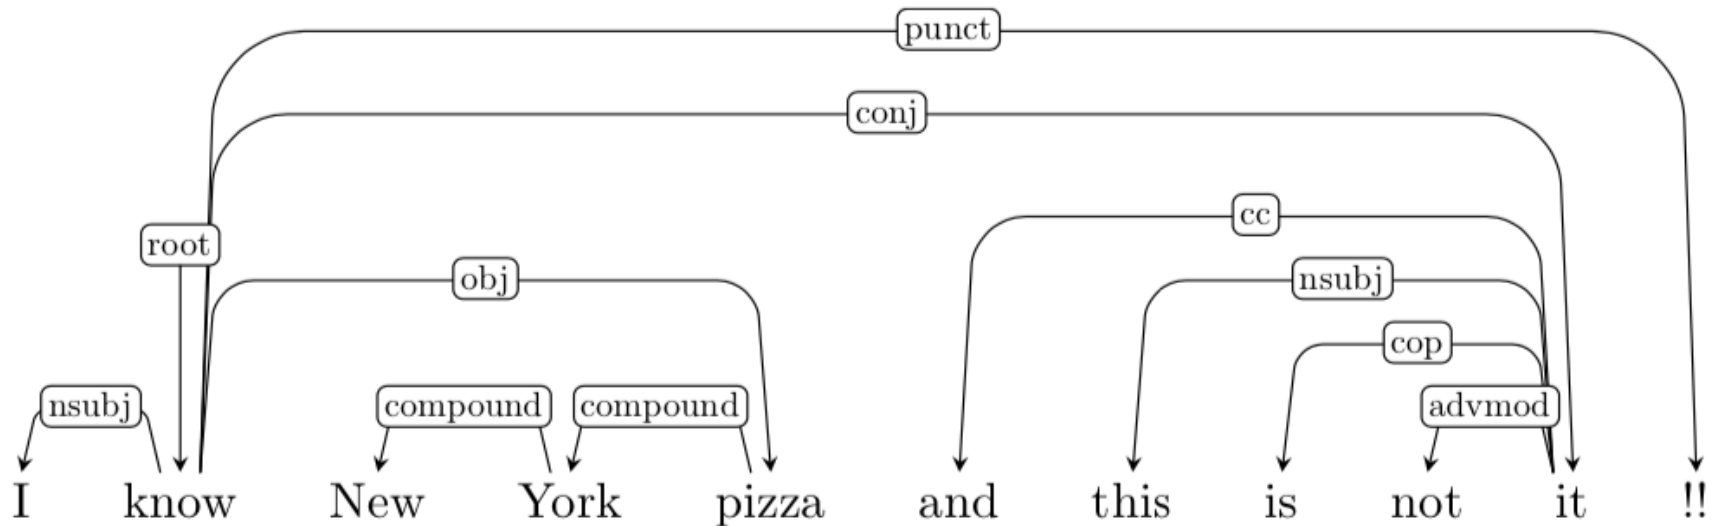 punct
conj
cc
root
obj nsubj
cop
nsubj compound compound advmod
I know New York pizza and this is not it !!